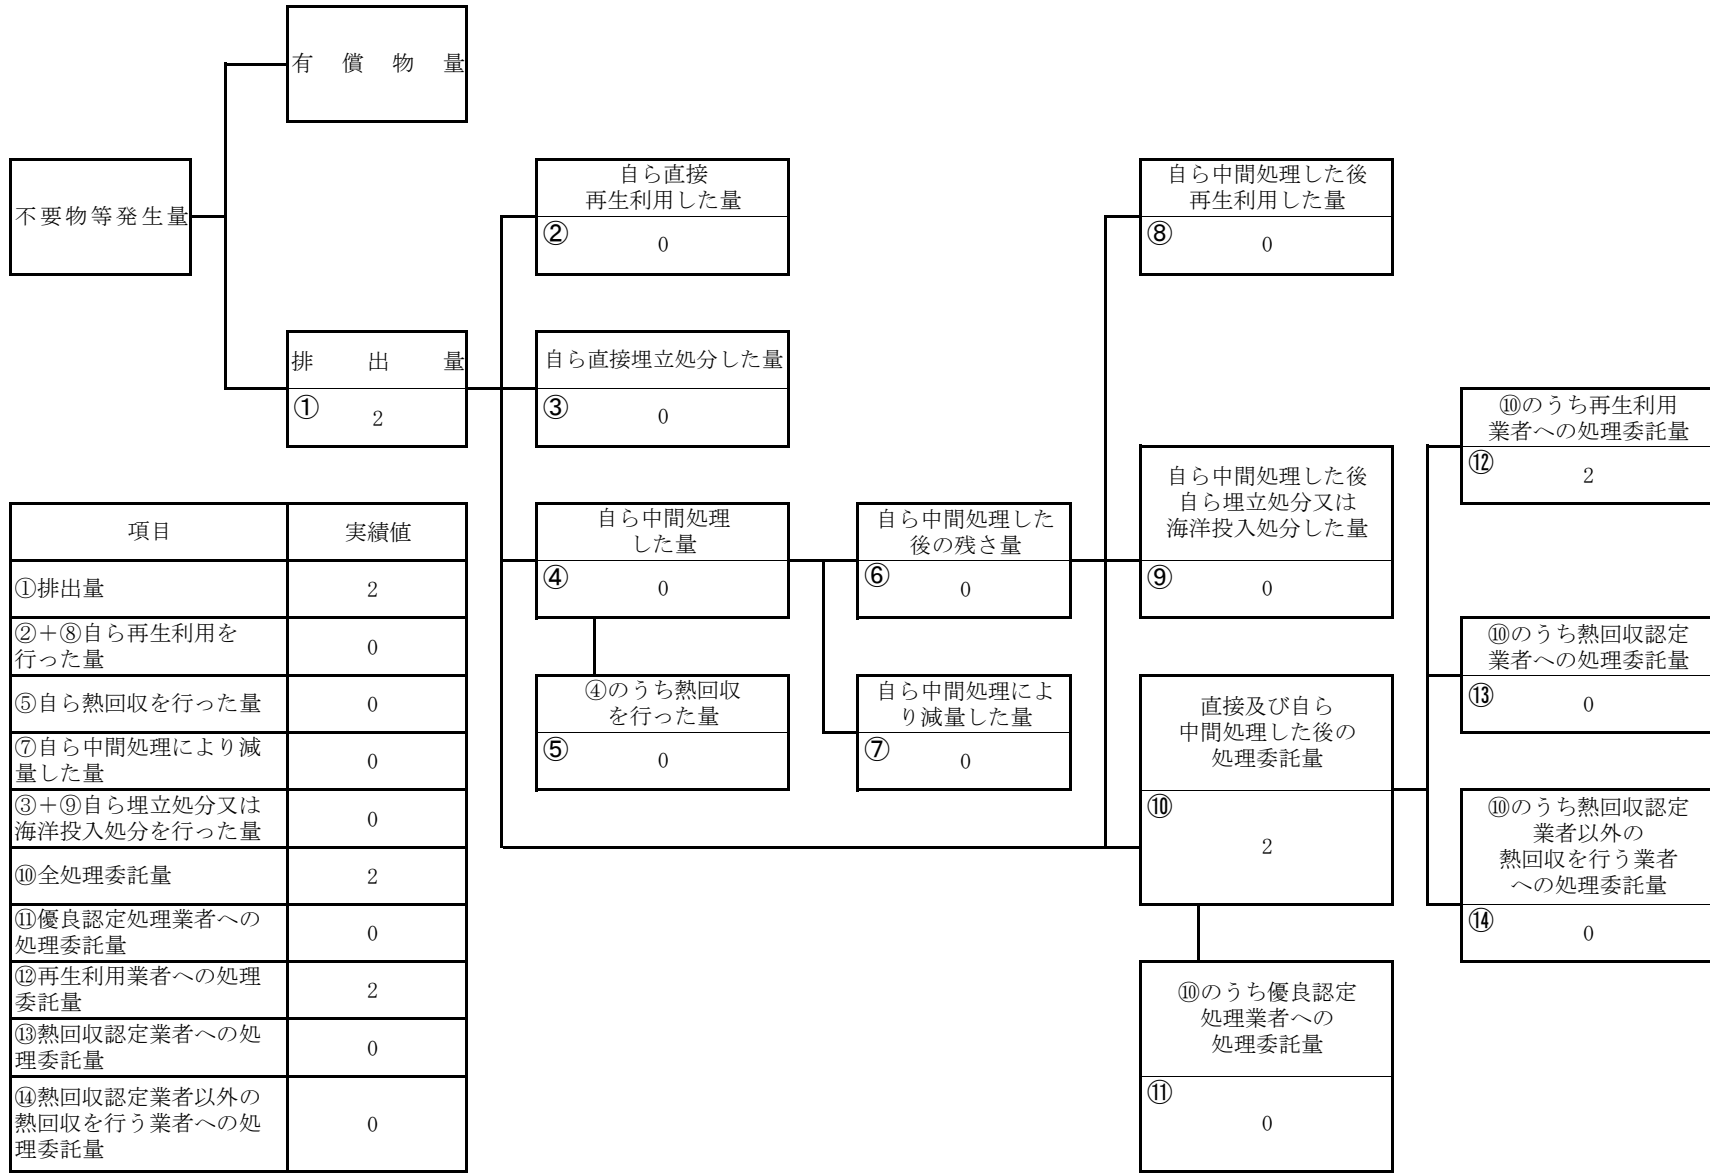 有償物量
不要物等発生量
排出量
① 2
自ら直接
再生利用した量
② 0
自ら直接埋立処分した量
③ 0
自ら中間処理
した量
④ 0
④のうち熱回収
を行った量
⑤ 0
自ら中間処理した
後の残さ量
⑥ 0
自ら中間処理によ
り減量した量
⑦ 0
自ら中間処理した後
再生利用した量
⑧ 0
自ら中間処理した後
自ら埋立処分又は
海洋投入処分した量
⑨ 0
直接及び自ら
中間処理した後の
処理委託量
⑩
2
⑩のうち優良認定
処理業者への
処理委託量
⑪
0
⑩のうち再生利用
業者への処理委託量
⑫ 2
⑩のうち熱回収認定
業者への処理委託量
⑬ 0
⑩のうち熱回収認定
業者以外の
熱回収を行う業者
への処理委託量
⑭ 0
項目 実績値
①排出量 2
②+⑧自ら再生利用を
行った量 0
⑤自ら熱回収を行った量 0
⑦自ら中間処理により減
量した量 0
③+⑨自ら埋立処分又は
海洋投入処分を行った量 0
⑩全処理委託量 2
⑪優良認定処理業者への
処理委託量 0
⑫再生利用業者への処理
委託量 2
⑬熱回収認定業者への処
理委託量 0
⑭熱回収認定業者以外の
熱回収を行う業者への処
理委託量 0